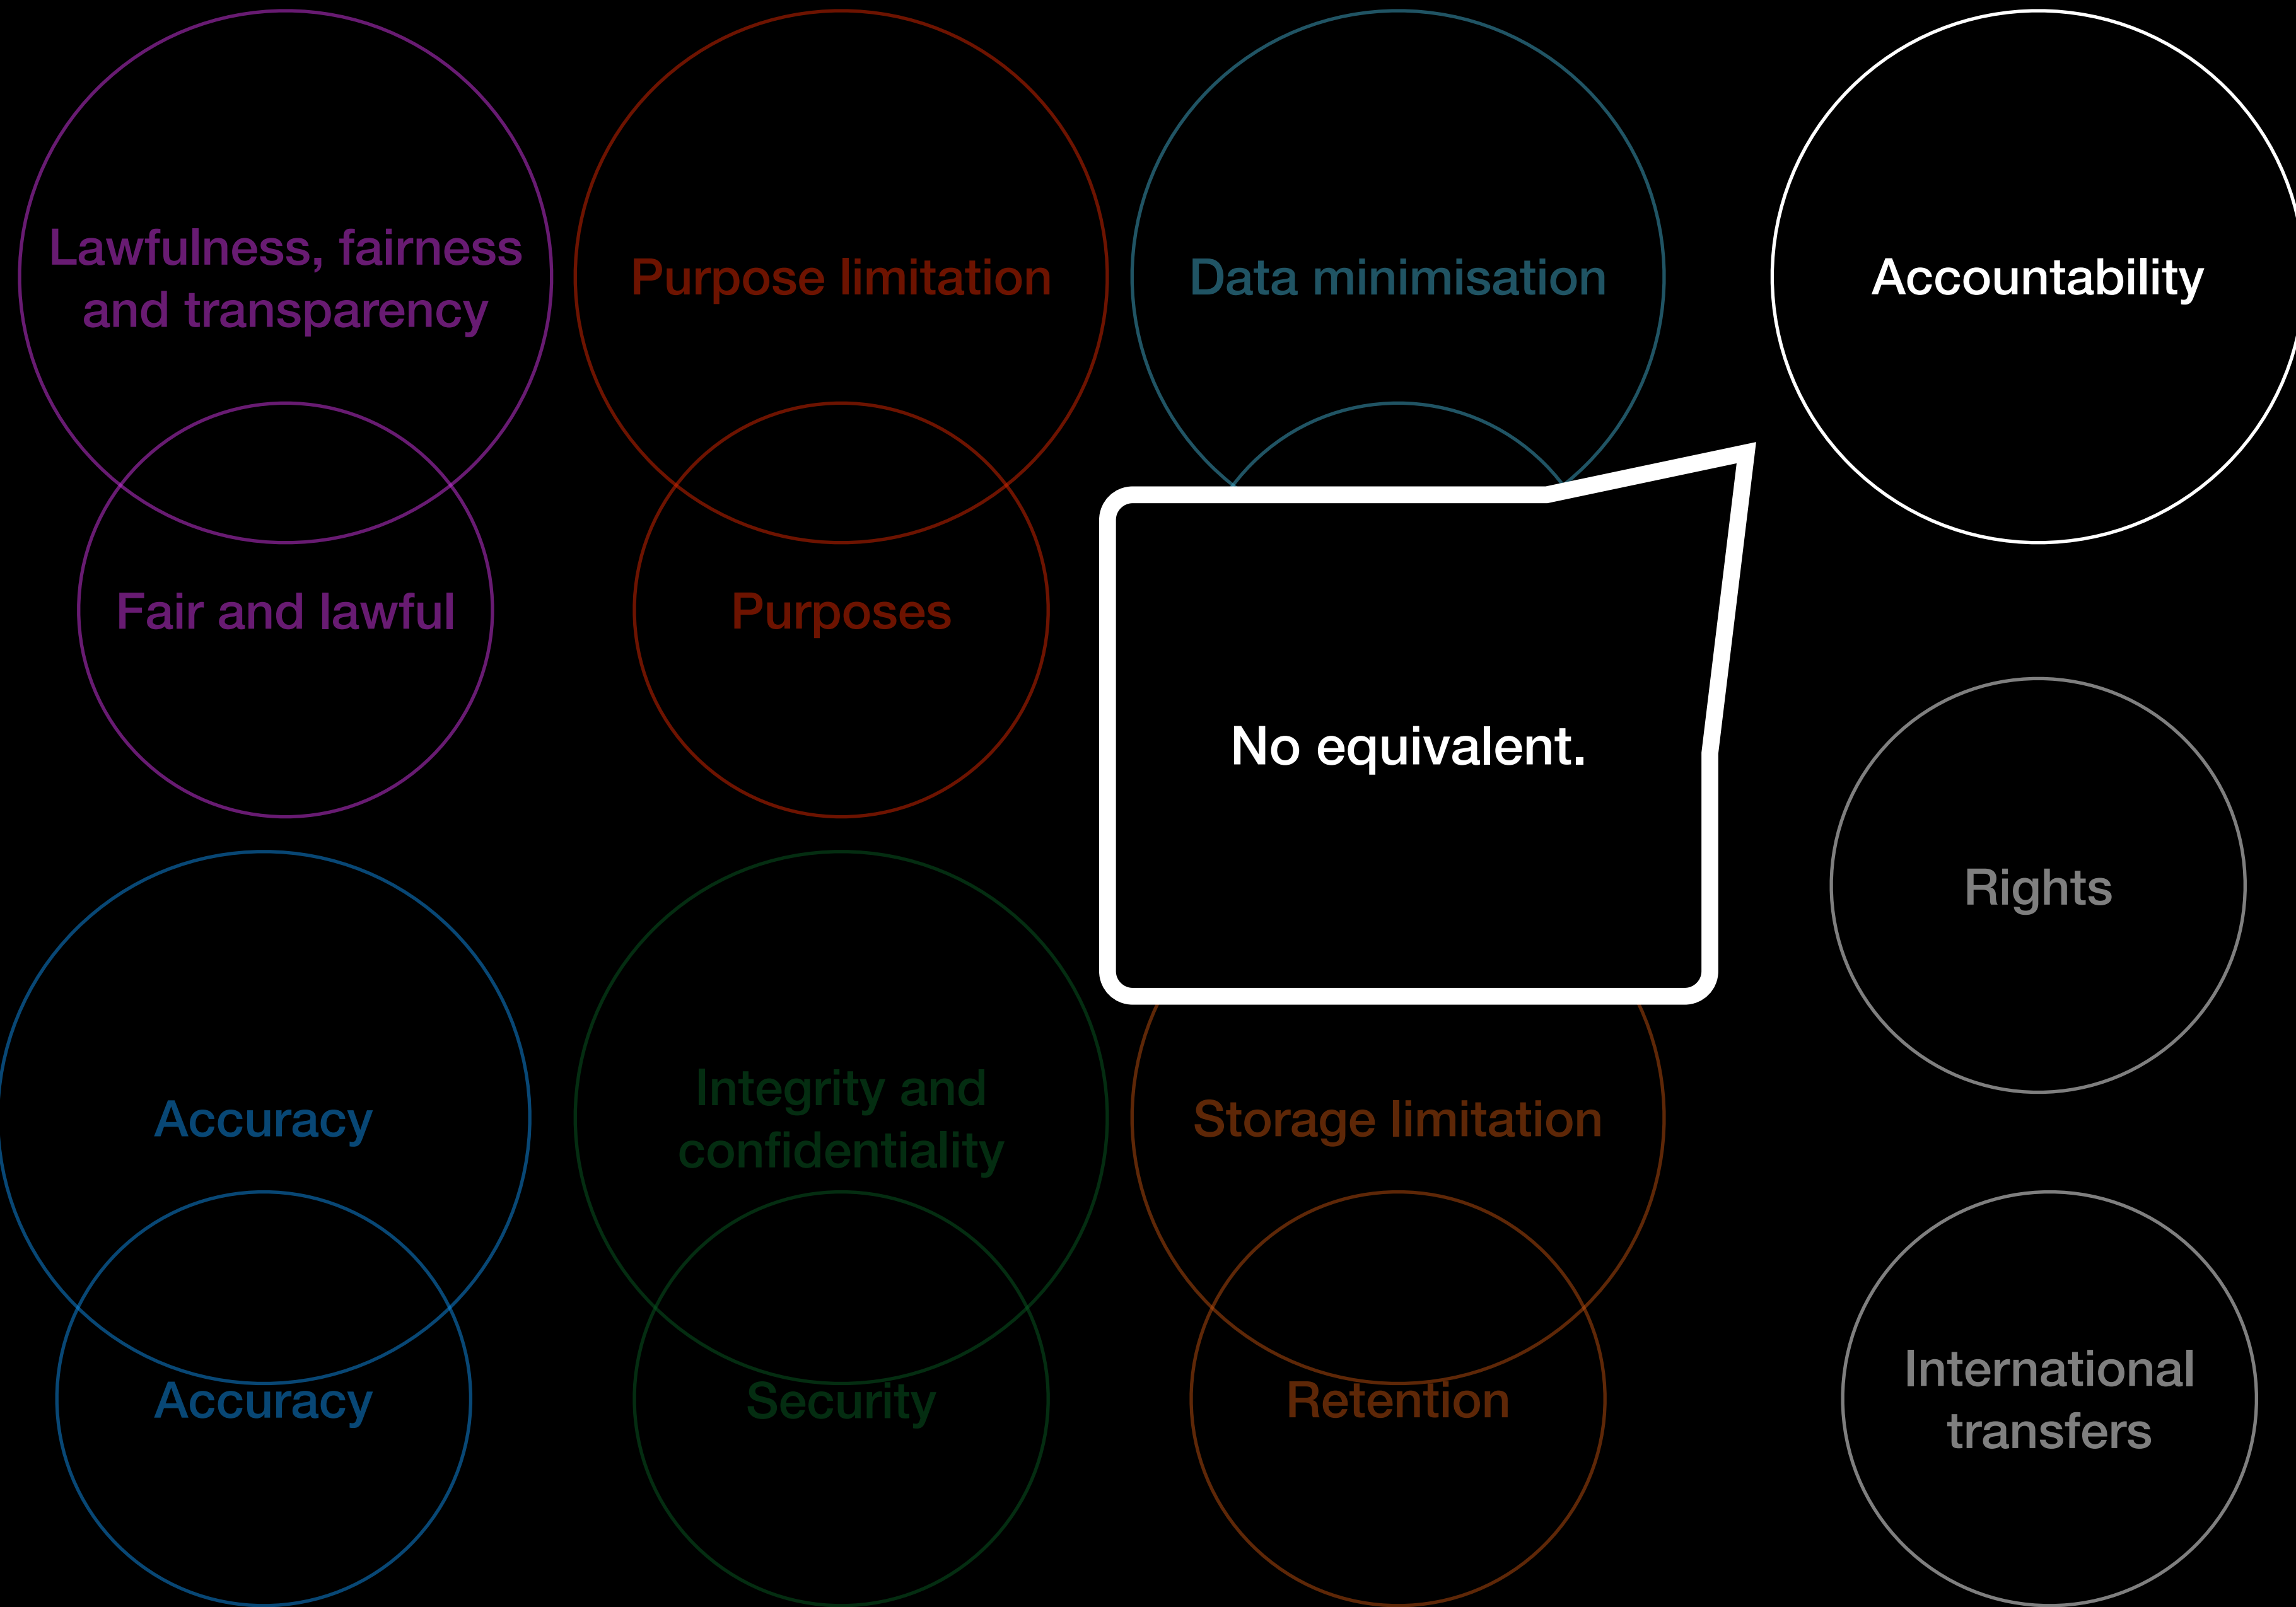 Lawfulness, fairness
and transparency
Purpose limitation
Data minimisation
Accountability
Fair and lawful
Purposes
No equivalent.
Rights
Accuracy
Integrity and
confidentiality
Storage limitation
Accuracy
Security
Retention
International
transfers